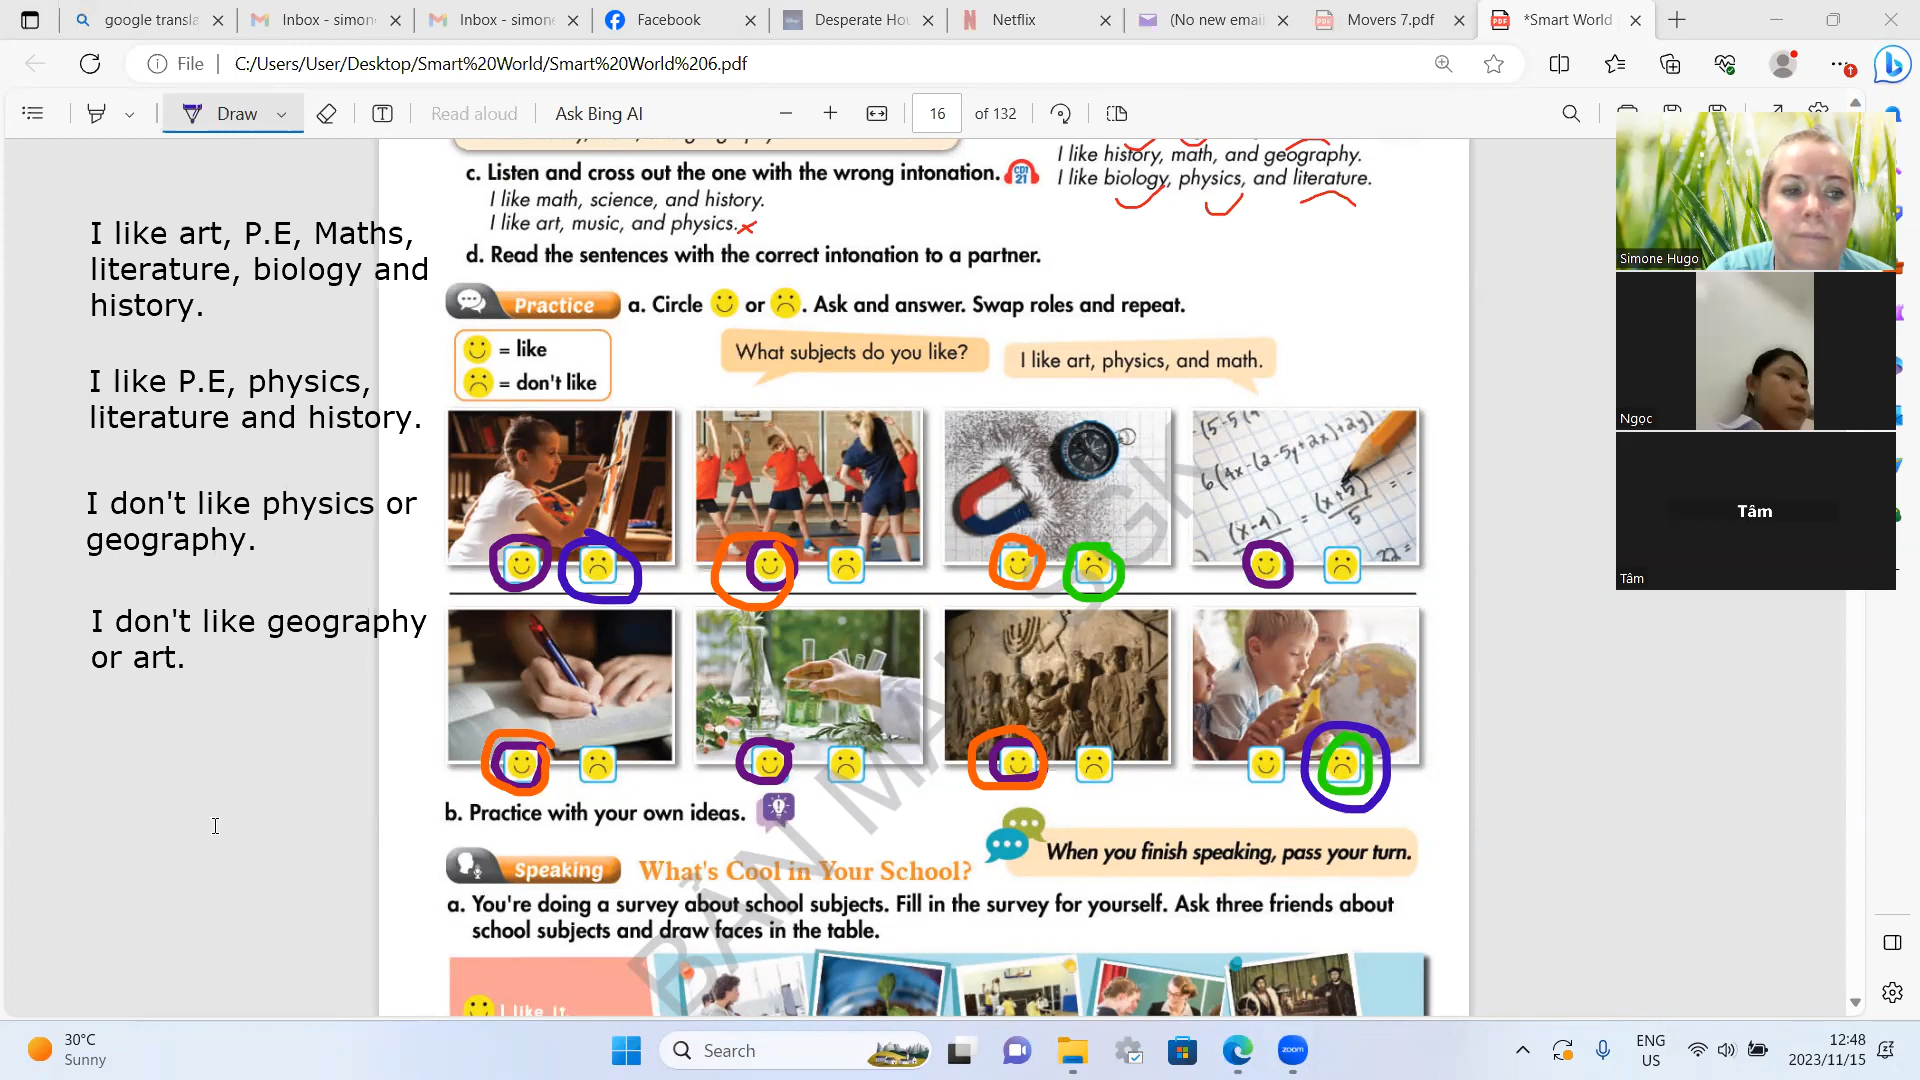 google transla
Inbox - simon
Inbox - simone
Facebook
Desperate Hou
Netflix
(No new emai
Movers 7.pdf
*Smart World
File
C:/Users/User/Desktop/Smart%20World/Smart%20World%206.pdf
Draw
Read aloud
Ask Bing AI
16
of 132
c. Listen and cross out the one with the wrong intonation.
CD1
21
I like math, science, and history.
I like art, music, and physics.
I like history, math, and geography.
I like biology, physics, and literature.
d. Read the sentences with the correct intonation to a partner.
Practice
a. Circle or . Ask and answer. Swap roles and repeat.
= like
= don't like
What subjects do you like?
I like art, physics, and math.
I like art, P.E, Maths,
literature, biology and
history.
I like P.E, physics,
literature and history.
I don't like physics or
geography.
I don't like geography
or art.
b. Practice with your own ideas.
When you finish speaking, pass your turn.
Speaking
What's Cool in Your School?
a. You're doing a survey about school subjects. Fill in the survey for yourself. Ask three friends about
school subjects and draw faces in the table.
I like it.
Simone Hugo
Ngọc
Tâm
Tâm
30°C
Sunny
Search
zoom
ENG
US
12:48
2023/11/15